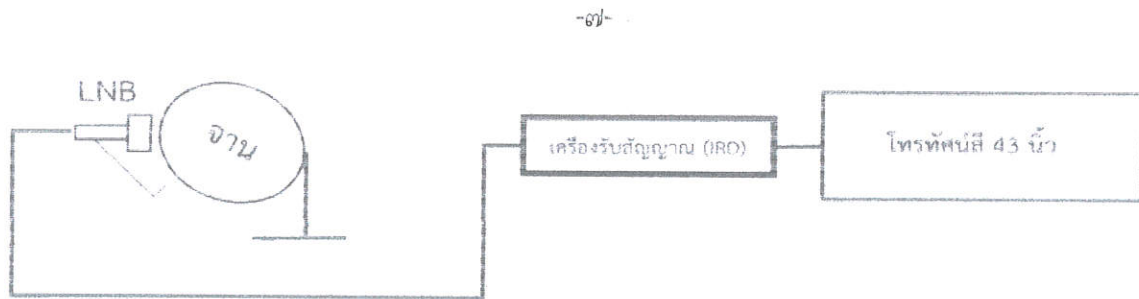 -๗-
LNB
จาน
เครื่องรับสัญญาณ (IRD)
โทรทัศน์สี 43 นิ้ว